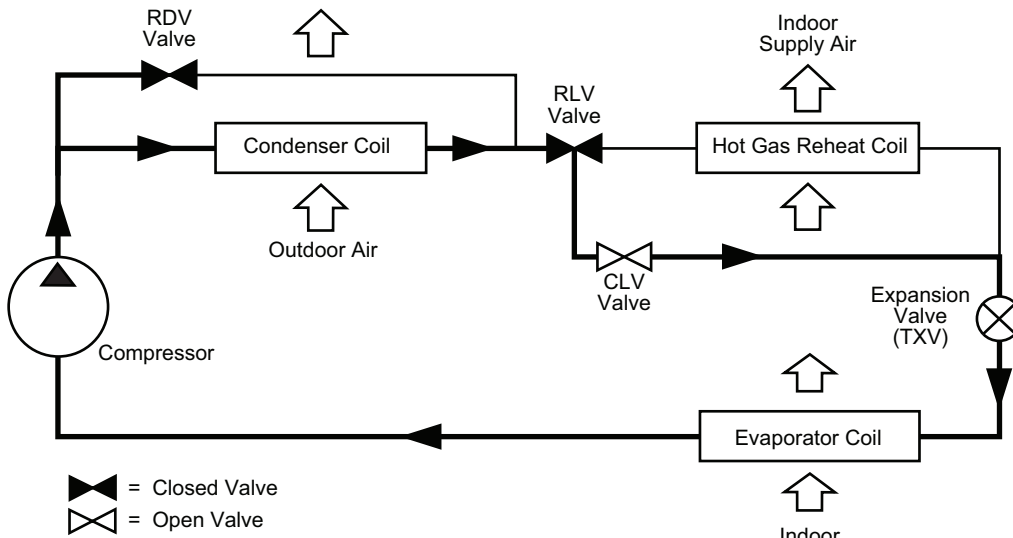 RDV
Valve
Indoor
Supply Air
RLV
Valve
Condenser Coil
Hot Gas Reheat Coil
Outdoor Air
CLV
Valve
Expansion
Valve
(TXV)
Compressor
Evaporator Coil
= Closed Valve
= Open Valve
Indoor